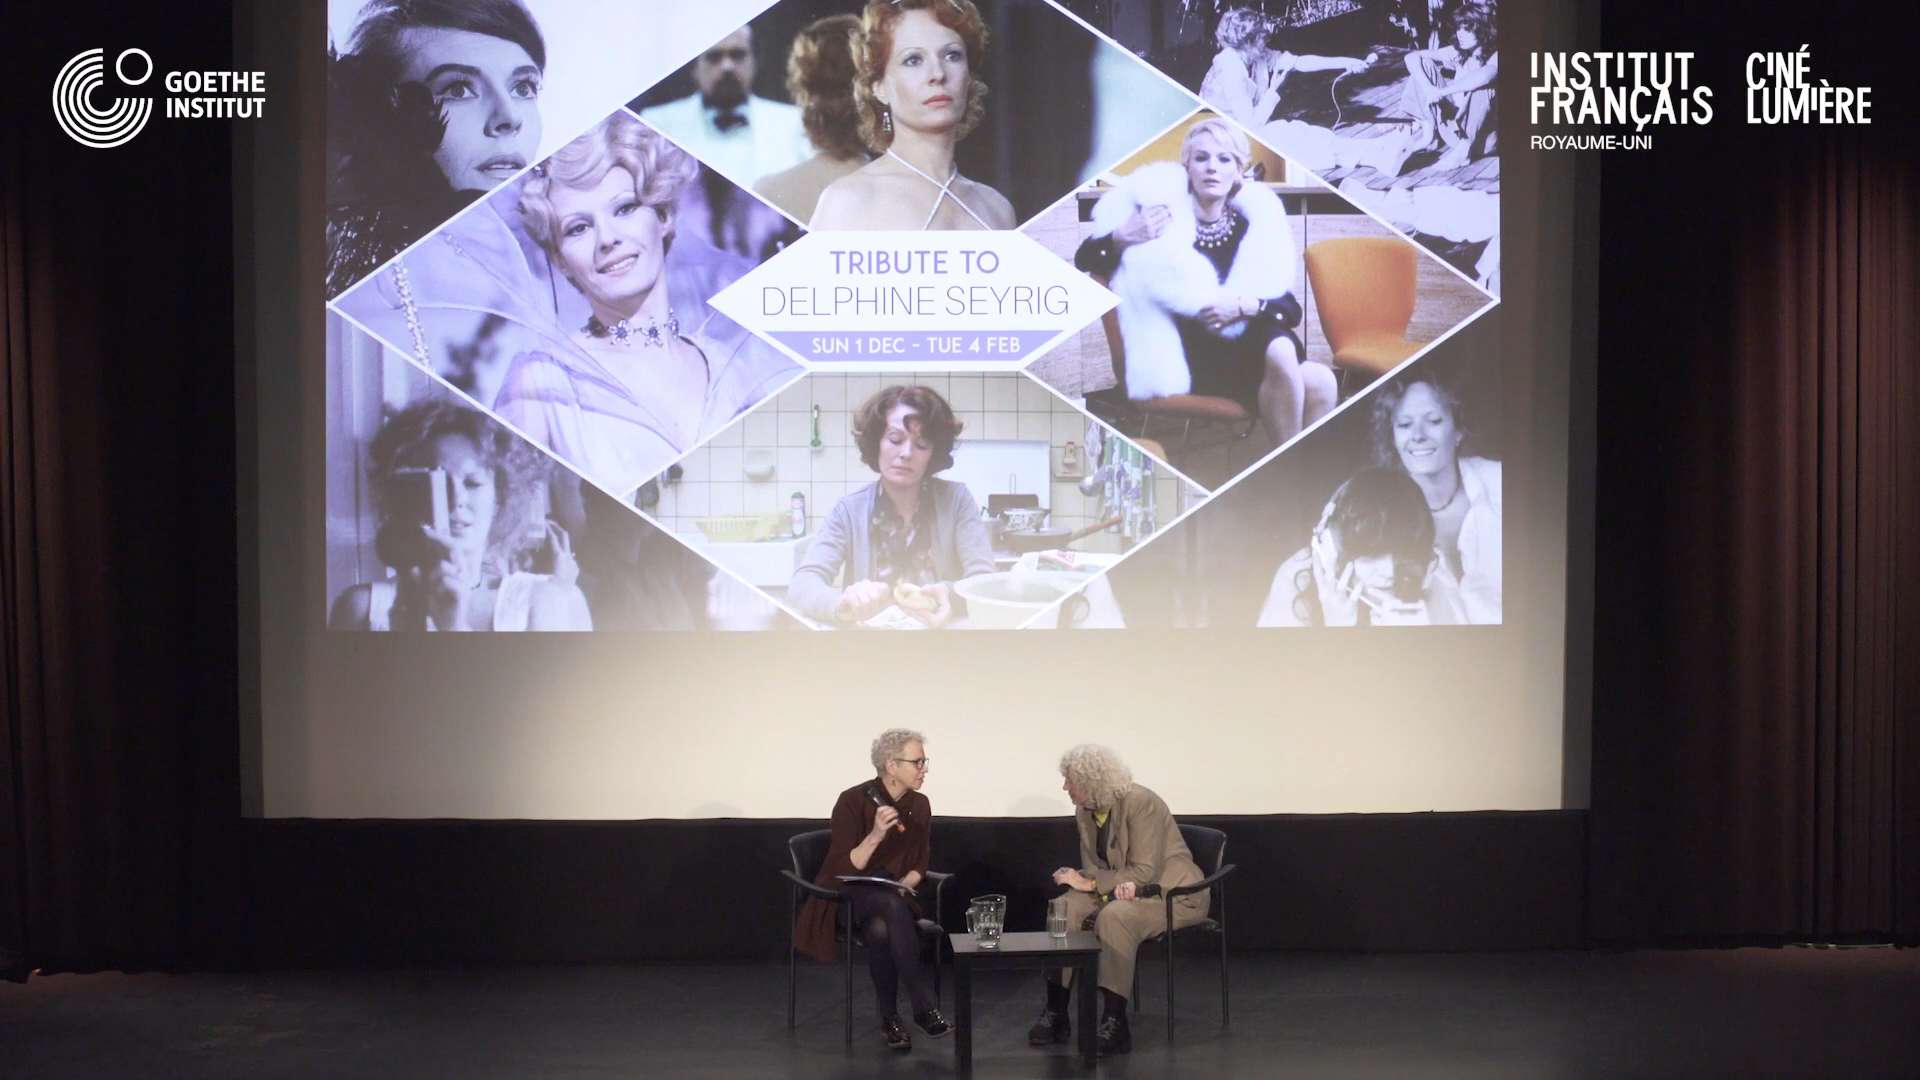 GOETHE
INSTITUT
INSTITUT
FRANÇAIS
ROYAUME-UNI
CINÉ
LUMIÈRE
TRIBUTE TO
DELPHINE SEYRIG
SUN 1 DEC - TUE 4 FEB